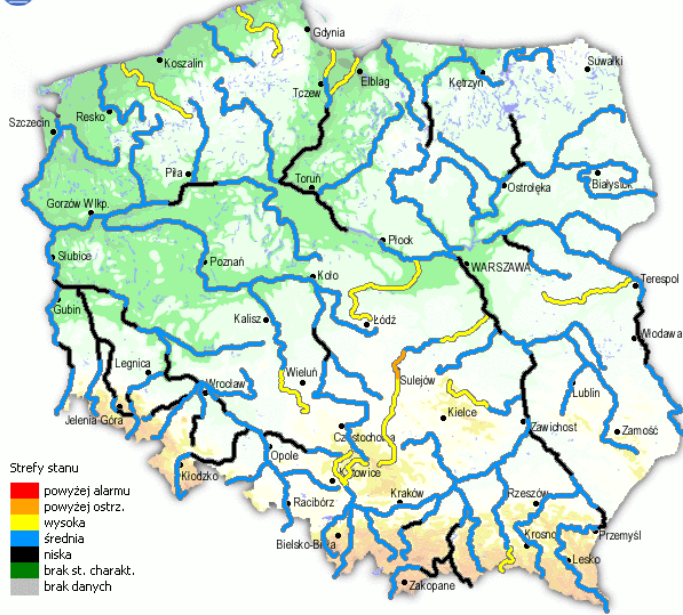 Gdynia
Koszalin
Suwałki
Elbląg
Kętrzyn
Tczew
Resko
Szczecin
Piła
Toruń
Ostrołęka
Białystok
Gorzów Wlkp.
Płock
Słubice
Poznań
Koło
WARSZAWA
Terespol
Gubin
Kalisz
Łódź
Włodawa
Legnica
Wrocław
Wieluń
Sulejów
Lublin
Jelenia Góra
Kielce
Zawichost
Zamość
Częstochowa
Opole
Strefy stanu
Kłodzko
Katowice
powyżej alarmu
Racibórz
Kraków
Rzeszów
powyżej ostrz.
wysoka
średnia
Bielsko-Biała
Krosno
Przemyśl
niska
Lesko
brak st. charakt.
Zakopane
brak danych